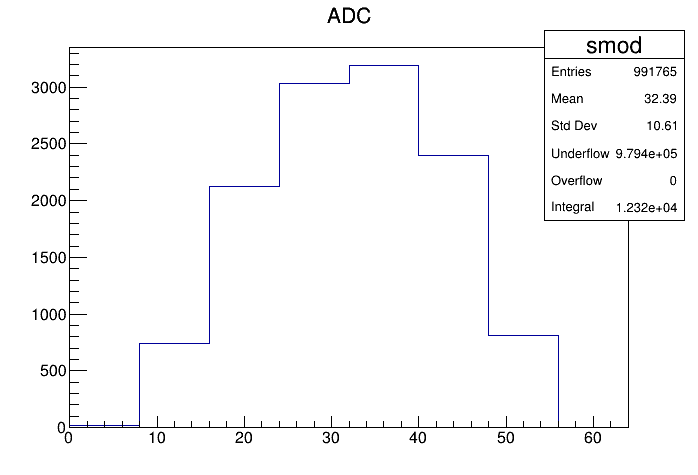 ADC
smod
Entries 991765
Mean 32.39
Std Dev 10.61
Underflow 9.794e+05
Overflow 0
Integral 1.232e+04
3000
2500
2000
1500
1000
500
0
0 10 20 30 40 50 60